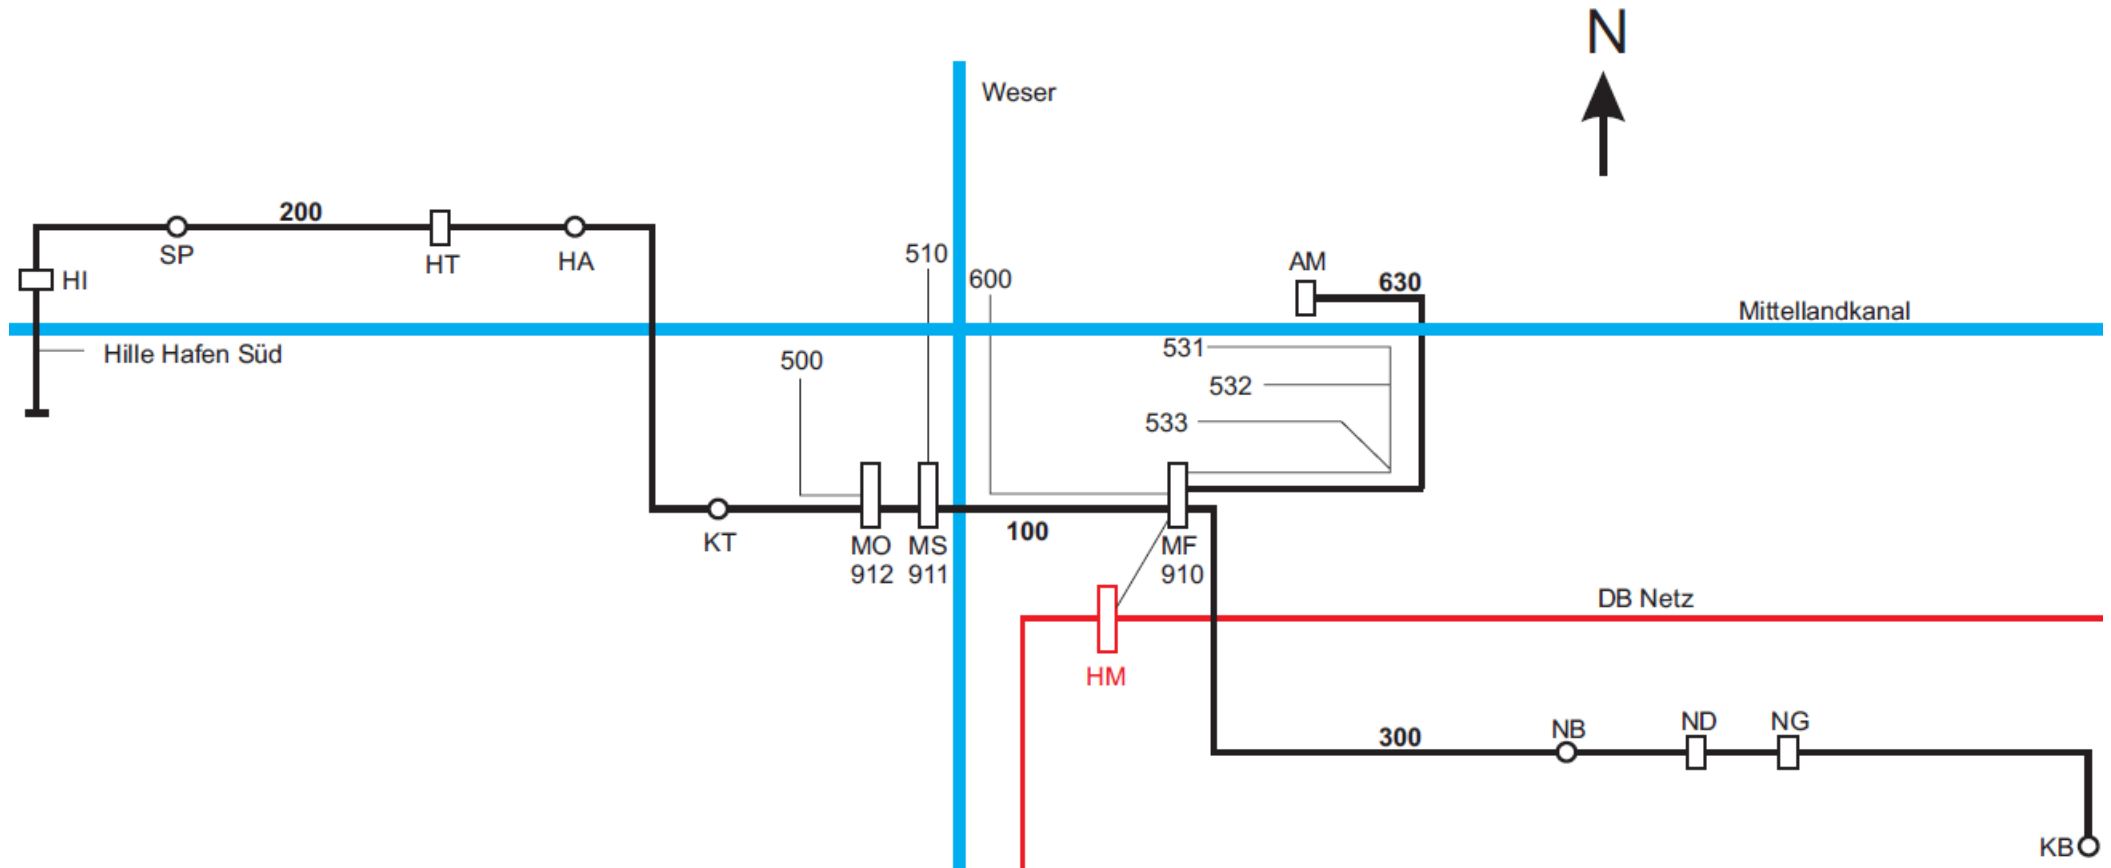 N
Weser
200
SP
HT
HA
510
600
AM
630
HI
Mittellandkanal
Hille Hafen Süd
500
531
532
533
KT
MO
912
MS
911
100
MF
910
DB Netz
HM
300
NB
ND
NG
KB